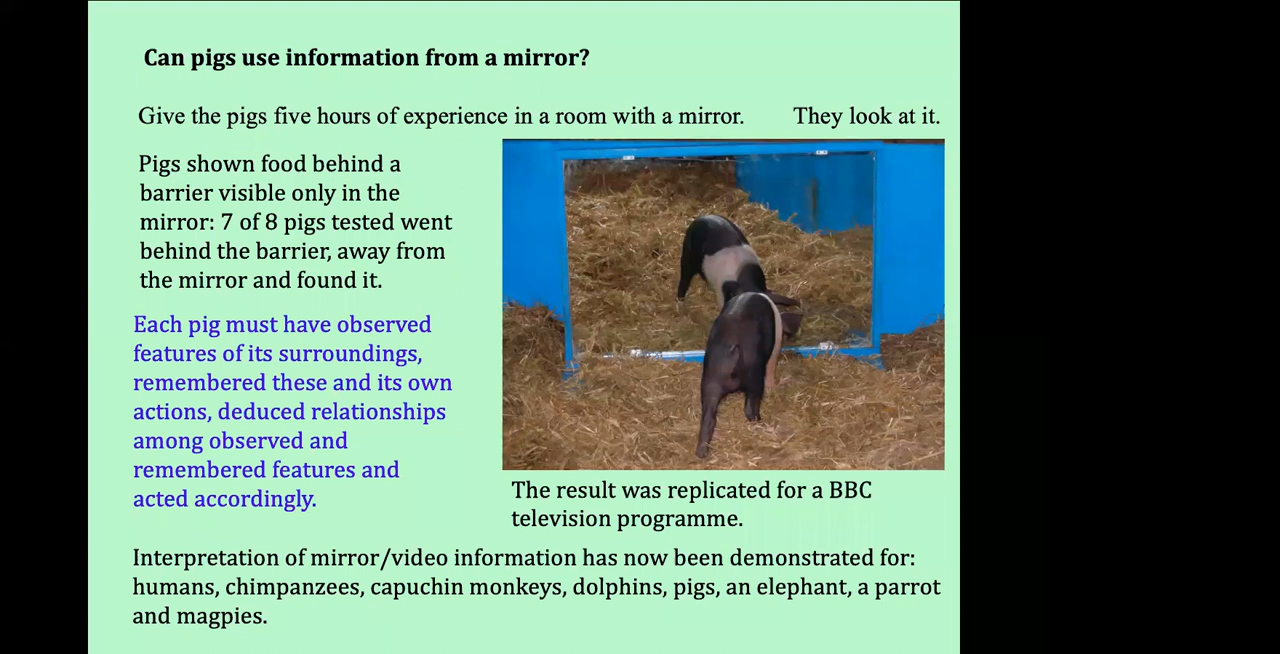 Can pigs use information from a mirror?
Give the pigs five hours of experience in a room with a mirror. They look at it.
Pigs shown food behind a
barrier visible only in the
mirror: 7 of 8 pigs tested went
behind the barrier, away from
the mirror and found it.
Each pig must have observed
features of its surroundings,
remembered these and its own
actions, deduced relationships
among observed and
remembered features and
acted accordingly.
The result was replicated for a BBC
television programme.
Interpretation of mirror/video information has now been demonstrated for:
humans, chimpanzees, capuchin monkeys, dolphins, pigs, an elephant, a parrot
and magpies.